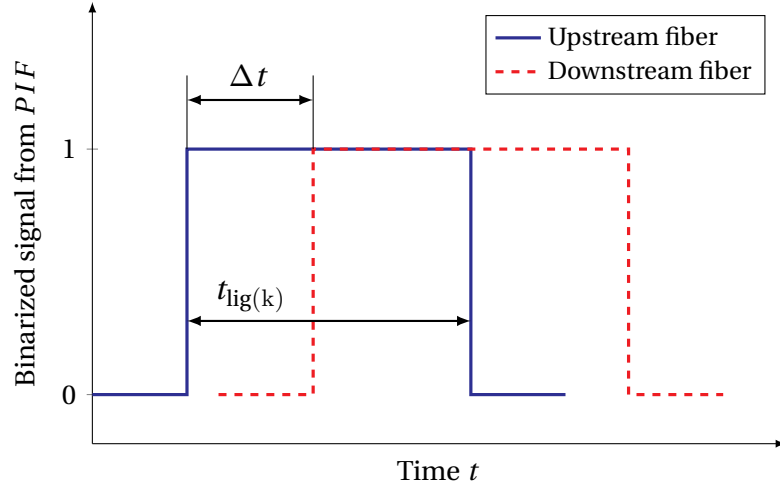 Upstream fiber
Downstream fiber
Δt
1
t_lig(k)
0
Binarized signal from PIF
Time t